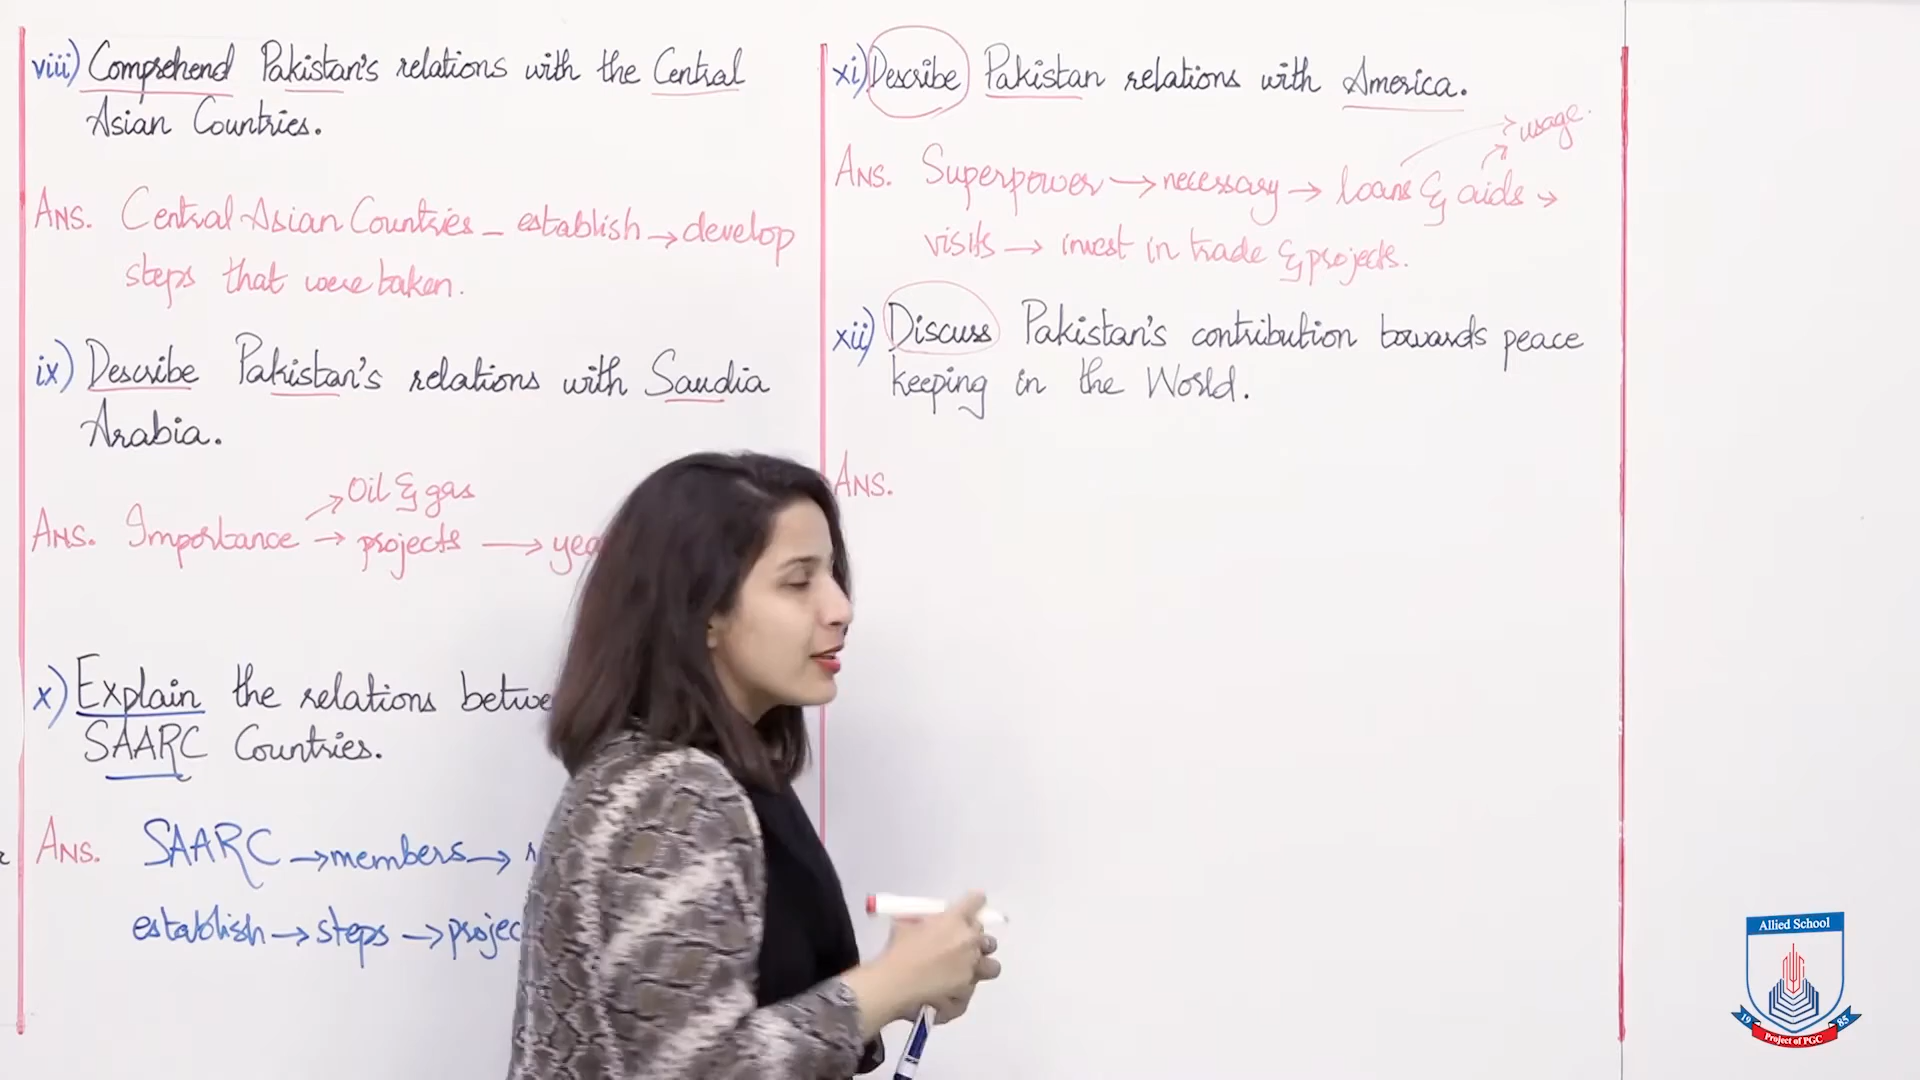 viii) Comprehend Pakistan's relations with the Central
Asian Countries.
Ans. Central Asian Countries – establish → develop
steps that were taken.
ix) Describe Pakistan's relations with Saudia
Arabia.
Oil & gas
Ans. Importance → projects → yea
x) Explain the relations betwe
SAARC Countries.
Ans. SAARC → members →
establish → steps → projec
xi) Describe Pakistan relations with America.
usage.
Ans. Superpower → necessary → loans & aids →
visits → invest in trade & projects.
xii) Discuss Pakistan's contribution towards peace
keeping in the World.
Ans.
Allied School
19 85
Project of PGC